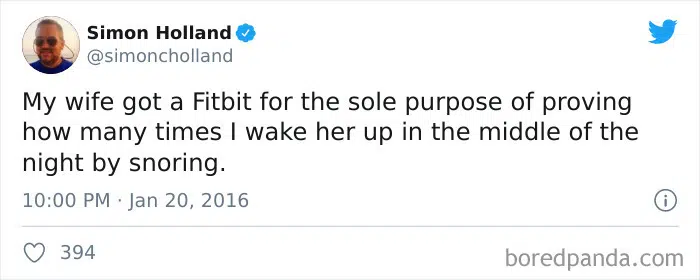 Simon Holland
@simoncholland
My wife got a Fitbit for the sole purpose of proving
how many times I wake her up in the middle of the
night by snoring.
10:00 PM · Jan 20, 2016
394
boredpanda.com